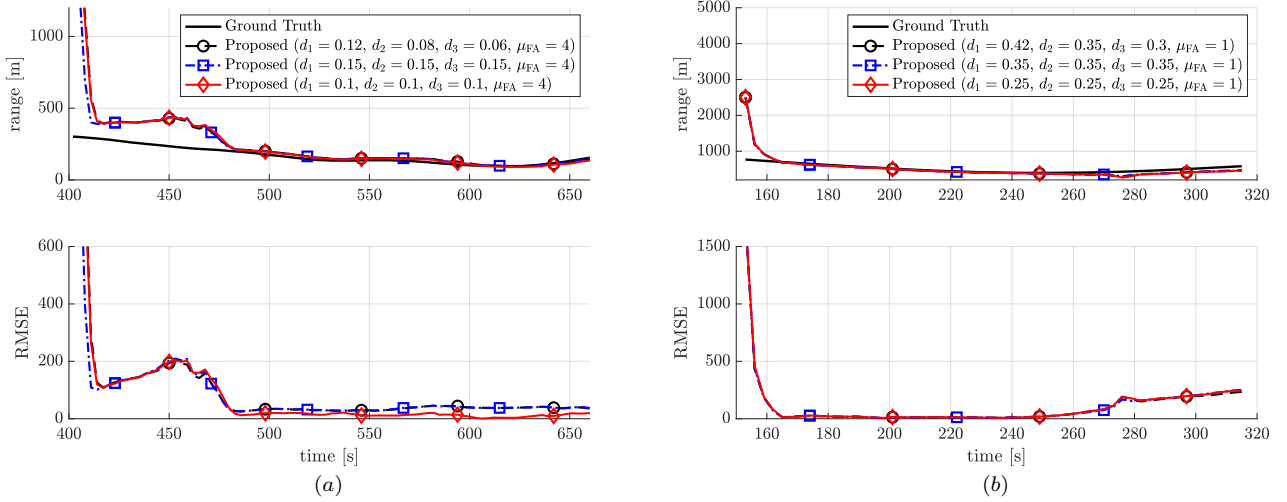 range [m]
1000
500
0
400
450
500
550
600
650
Ground Truth
Proposed (d₁ = 0.12, d₂ = 0.08, d₃ = 0.06, μ_FA = 4)
Proposed (d₁ = 0.15, d₂ = 0.15, d₃ = 0.15, μ_FA = 4)
Proposed (d₁ = 0.1, d₂ = 0.1, d₃ = 0.1, μ_FA = 4)
RMSE
600
400
200
0
400
450
500
550
600
650
time [s]
(a)
range [m]
5000
4000
3000
2000
1000
160
180
200
220
240
260
280
300
320
Ground Truth
Proposed (d₁ = 0.42, d₂ = 0.35, d₃ = 0.3, μ_FA = 1)
Proposed (d₁ = 0.35, d₂ = 0.35, d₃ = 0.35, μ_FA = 1)
Proposed (d₁ = 0.25, d₂ = 0.25, d₃ = 0.25, μ_FA = 1)
RMSE
1500
1000
500
0
160
180
200
220
240
260
280
300
320
time [s]
(b)